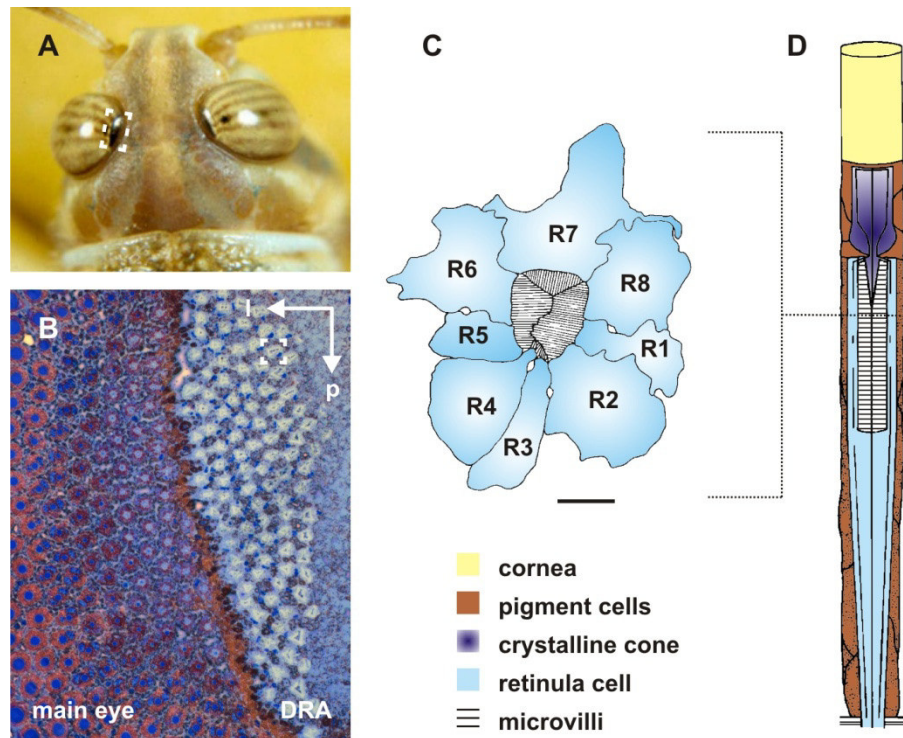 A
B
l
p
main eye
DRA
C
R7
R6
R8
R5
R1
R4
R2
R3
cornea
pigment cells
crystalline cone
retinula cell
microvilli
D